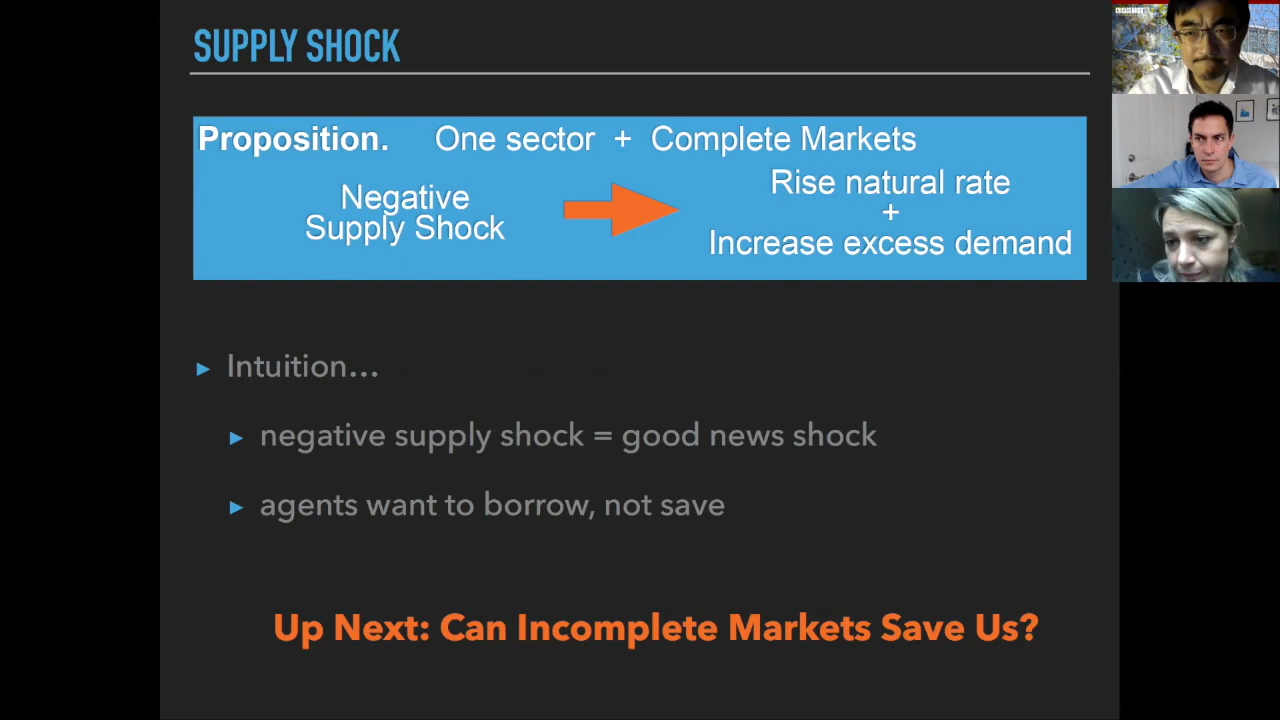 SUPPLY SHOCK
Proposition. One sector + Complete Markets
Negative
Supply Shock
Rise natural rate
+
Increase excess demand
▸ Intuition…
▸ negative supply shock = good news shock
▸ agents want to borrow, not save
Up Next: Can Incomplete Markets Save Us?